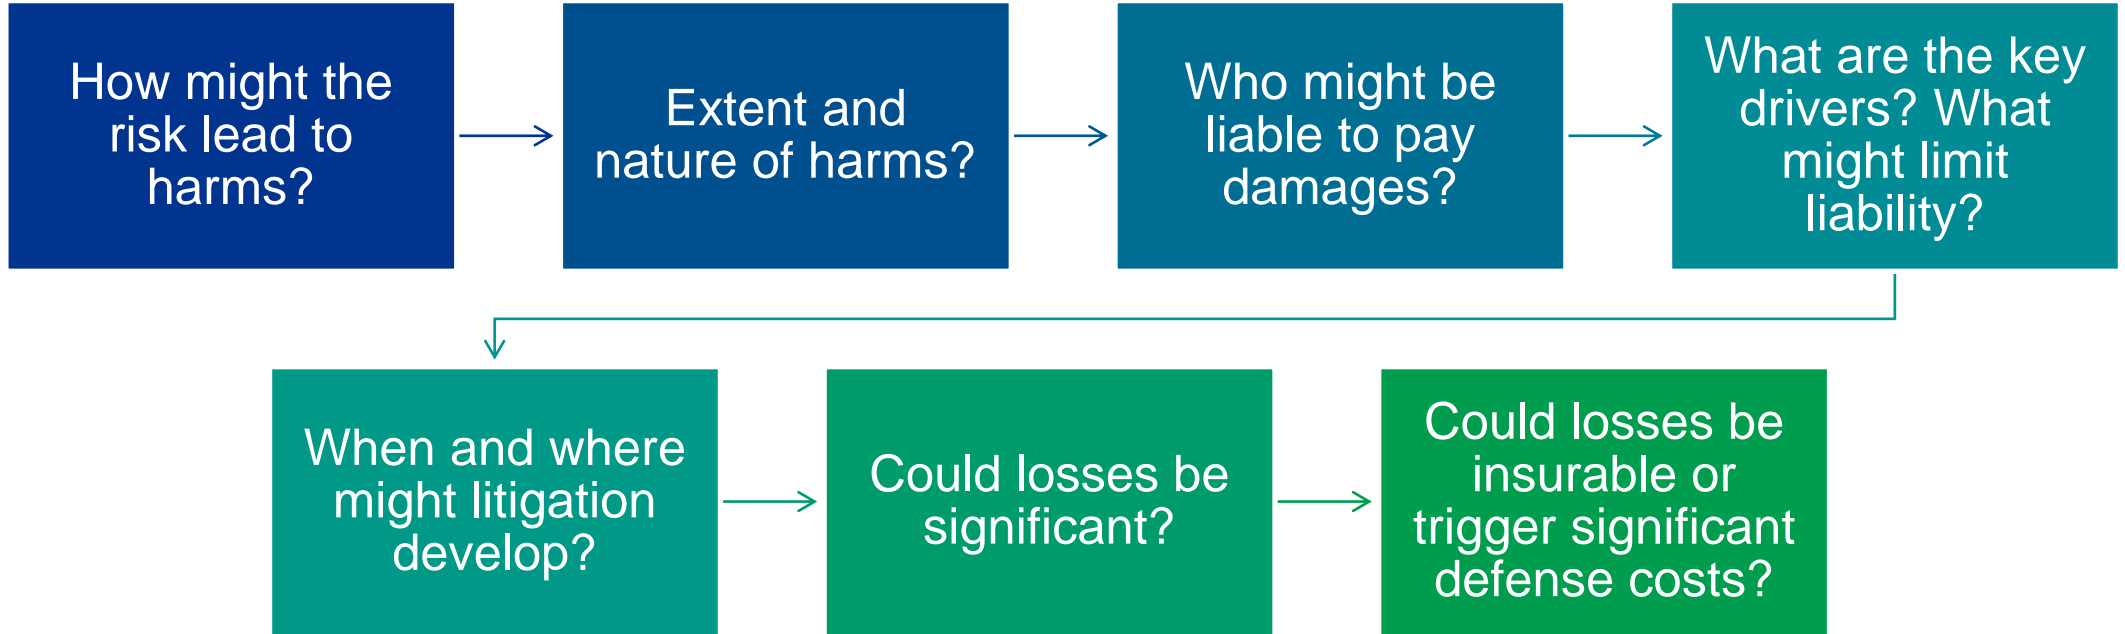 How might the
risk lead to
harms?
Extent and
nature of harms?
Who might be
liable to pay
damages?
What are the key
drivers? What
might limit
liability?
When and where
might litigation
develop?
Could losses be
significant?
Could losses be
insurable or
trigger significant
defense costs?